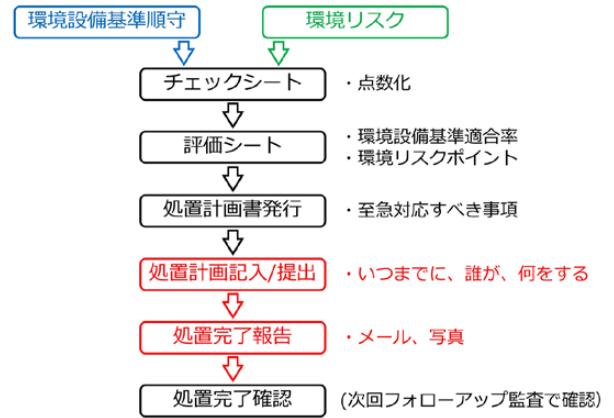 環境設備基準順守
環境リスク
チェックシート
・点数化
評価シート
・環境設備基準適合率
・環境リスクポイント
処置計画書発行
・至急対応すべき事項
処置計画記入/提出
・いつまでに、誰が、何をする
処置完了報告
・メール、写真
処置完了確認
(次回フォローアップ監査で確認)